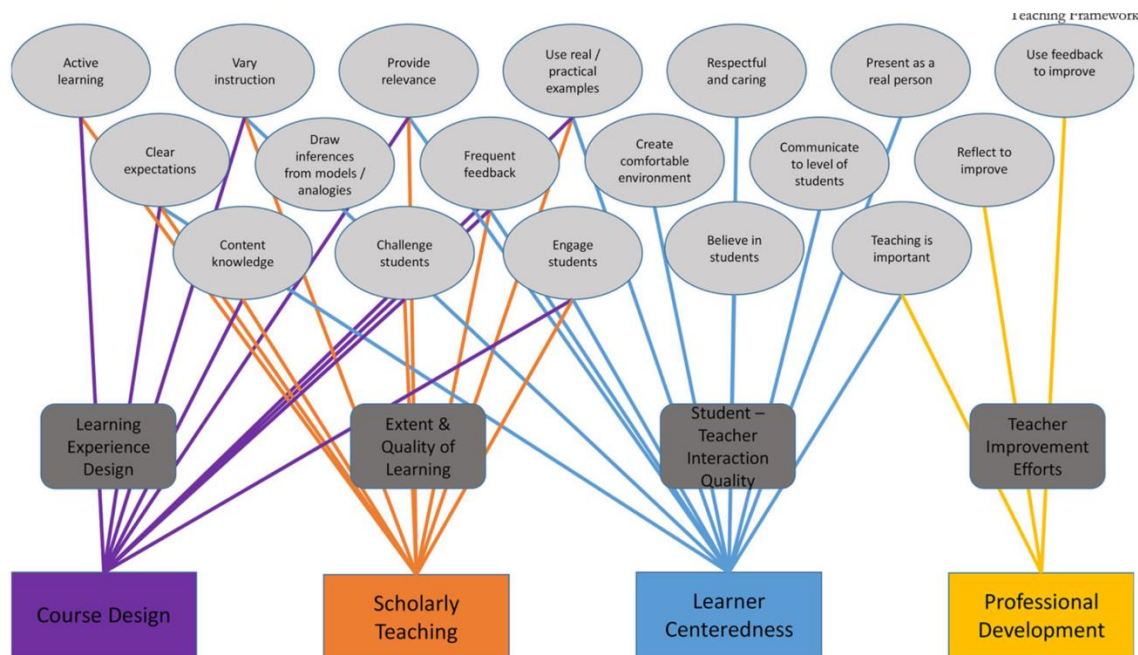 Teaching Framework
Active
learning
Vary
instruction
Provide
relevance
Use real /
practical
examples
Respectful
and caring
Present as a
real person
Use feedback
to improve
Clear
expectations
Draw
inferences
from models /
analogies
Frequent
feedback
Create
comfortable
environment
Communicate
to level of
students
Reflect to
improve
Content
knowledge
Challenge
students
Engage
students
Believe in
students
Teaching is
important
Learning
Experience
Design
Extent &
Quality of
Learning
Student –
Teacher
Interaction
Quality
Teacher
Improvement
Efforts
Course Design
Scholarly
Teaching
Learner
Centeredness
Professional
Development